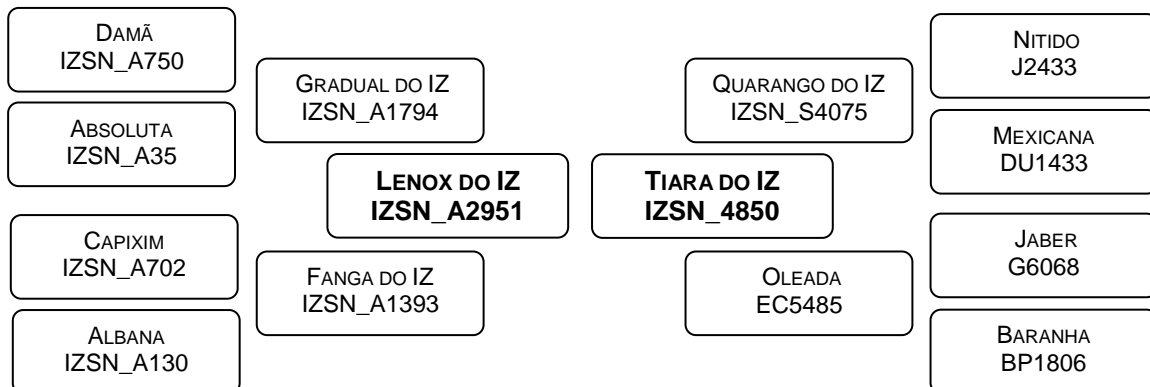 DAMÃ
IZSN_A750
ABSOLUTA
IZSN_A35
CAPIXIM
IZSN_A702
ALBANA
IZSN_A130
GRADUAL DO IZ
IZSN_A1794
FANGA DO IZ
IZSN_A1393
LENOX DO IZ
IZSN_A2951
TIARA DO IZ
IZSN_4850
QUARANGO DO IZ
IZSN_S4075
OLEADA
EC5485
NITIDO
J2433
MEXICANA
DU1433
JABER
G6068
BARANHA
BP1806